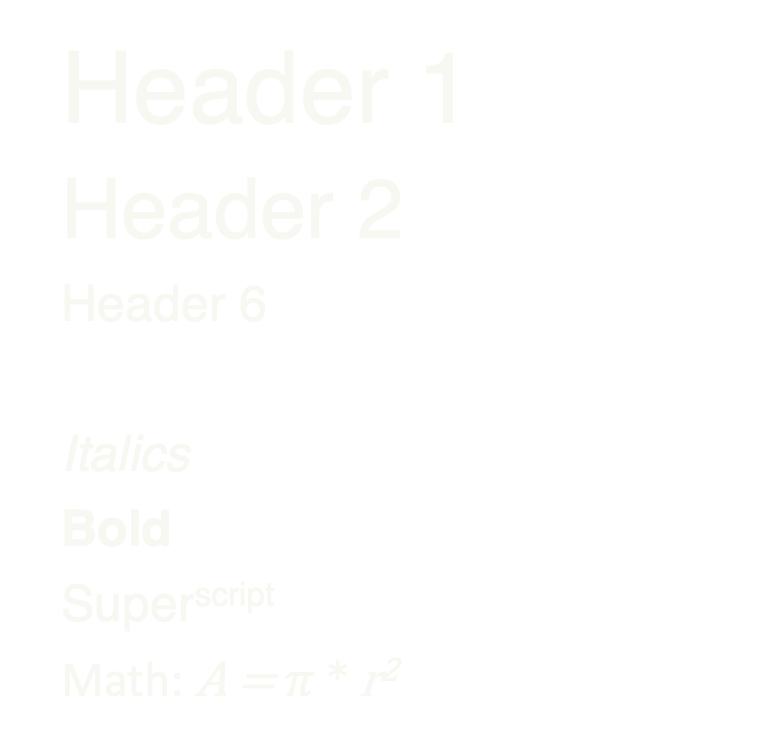 Header 1
Header 2
Header 6
Italics
Bold
Superscript
Math: A = π * r²